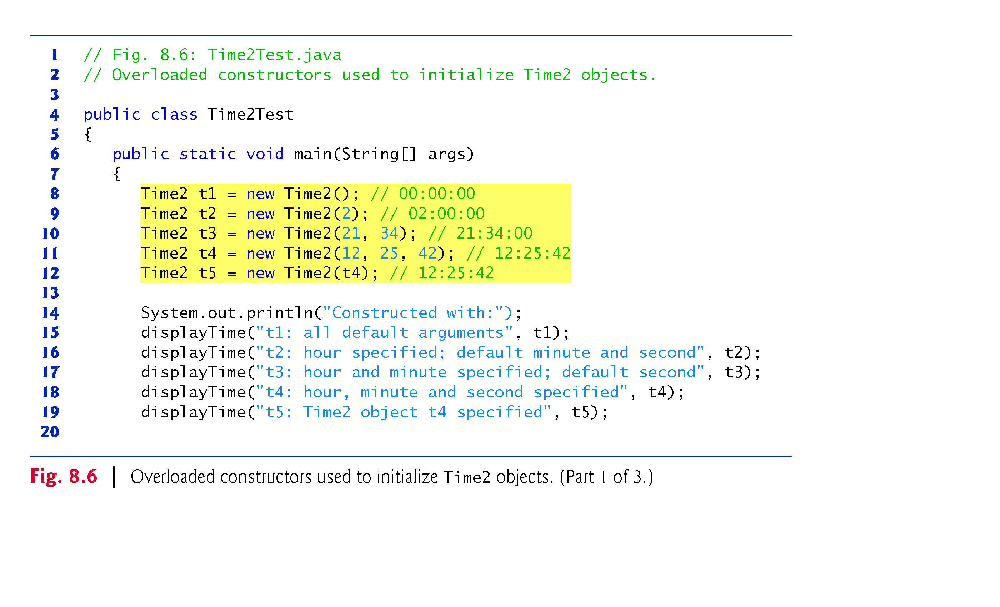 1 // Fig. 8.6: Time2Test.java
2 // Overloaded constructors used to initialize Time2 objects.
3
4 public class Time2Test
5 {
6    public static void main(String[] args)
7    {
8       Time2 t1 = new Time2(); // 00:00:00
9       Time2 t2 = new Time2(2); // 02:00:00
10       Time2 t3 = new Time2(21, 34); // 21:34:00
11       Time2 t4 = new Time2(12, 25, 42); // 12:25:42
12       Time2 t5 = new Time2(t4); // 12:25:42
13
14       System.out.println("Constructed with:");
15       displayTime("t1: all default arguments", t1);
16       displayTime("t2: hour specified; default minute and second", t2);
17       displayTime("t3: hour and minute specified; default second", t3);
18       displayTime("t4: hour, minute and second specified", t4);
19       displayTime("t5: Time2 object t4 specified", t5);
20
Fig. 8.6 | Overloaded constructors used to initialize Time2 objects. (Part 1 of 3.)